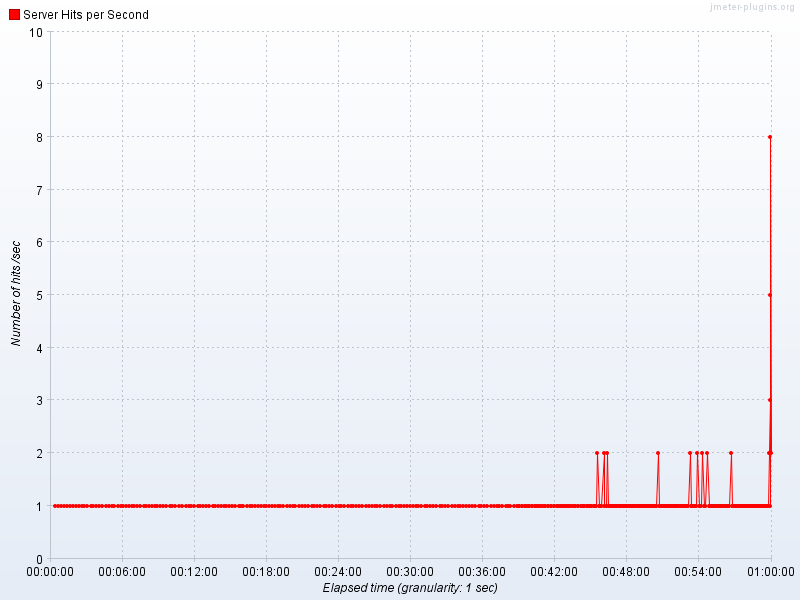 jmeter-plugins.org
Server Hits per Second
10
9
8
7
6
5
4
3
2
1
0
Number of hits /sec
00:00:00 00:06:00 00:12:00 00:18:00 00:24:00 00:30:00 00:36:00 00:42:00 00:48:00 00:54:00 01:00:00
Elapsed time (granularity: 1 sec)